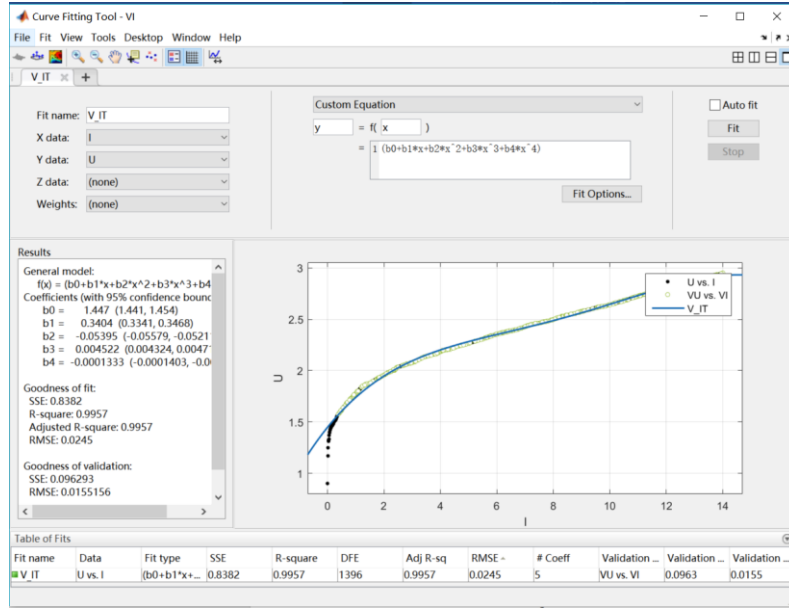 Curve Fitting Tool - VI
File Fit View Tools Desktop Window Help
V_IT
Fit name: V_IT
X data: I
Y data: U
Z data: (none)
Weights: (none)
Custom Equation
y = f( x )
= 1 (b0+b1*x+b2*x^2+b3*x^3+b4*x^4)
Fit Options...
Auto fit
Fit
Stop
Results
General model:
f(x) = (b0+b1*x+b2*x^2+b3*x^3+b4
Coefficients (with 95% confidence bounc
b0 = 1.447 (1.441, 1.454)
b1 = 0.3404 (0.3341, 0.3468)
b2 = -0.05395 (-0.05579, -0.0521
b3 = 0.004522 (0.004324, 0.0047
b4 = -0.0001333 (-0.0001403, -0.0
Goodness of fit:
SSE: 0.8382
R-square: 0.9957
Adjusted R-square: 0.9957
RMSE: 0.0245
Goodness of validation:
SSE: 0.096293
RMSE: 0.0155156
3
2.5
2
1.5
1
U
0 2 4 6 8 10 12 14
I
U vs. I
VU vs. VI
V_IT
Table of Fits
Fit name Data Fit type SSE R-square DFE Adj R-sq RMSE # Coeff Validation ... Validation ... Validation ...
V_IT U vs. I (b0+b1*x+... 0.8382 0.9957 1396 0.9957 0.0245 5 VU vs. VI 0.0963 0.0155